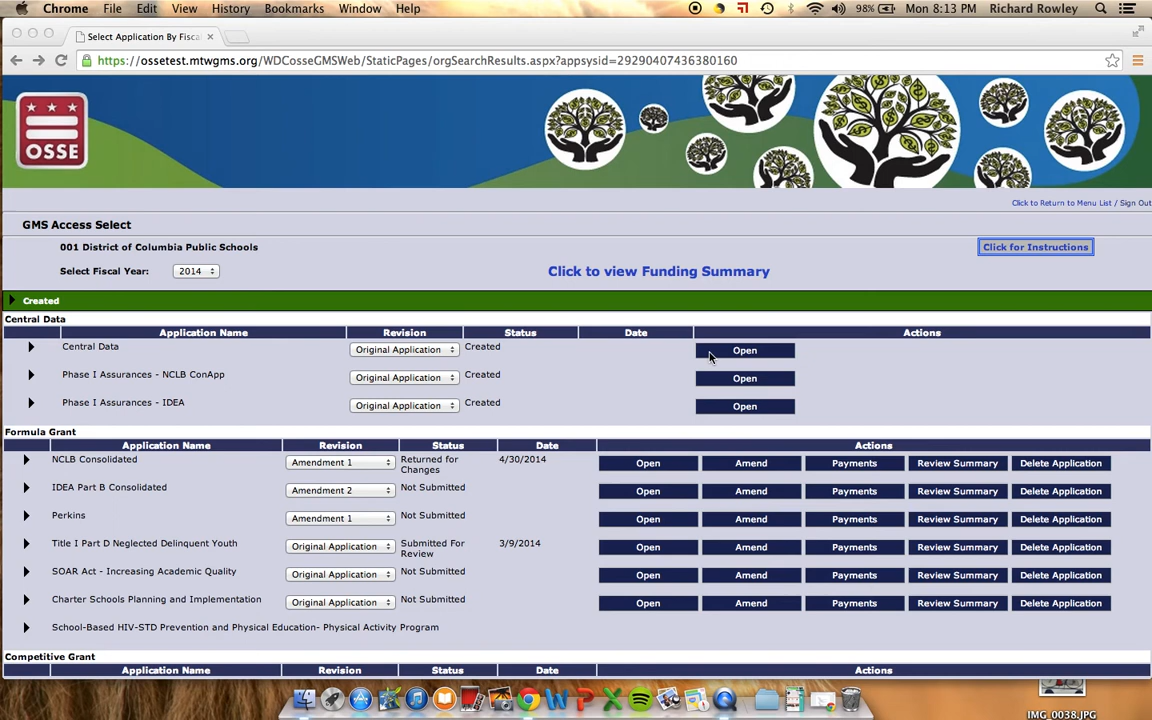 Chrome File Edit View History Bookmarks Window Help 98% Mon 8:13 PM Richard Rowley
Select Application By Fisca
https://ossetest.mtwgms.org/WDCosseGMSWeb/StaticPages/orgSearchResults.aspx?appsysid=29290407436380160
OSSE
Click to Return to Menu List / Sign Out
GMS Access Select
001 District of Columbia Public Schools
Click for Instructions
Select Fiscal Year: 2014
Click to view Funding Summary
Created
Central Data
Application Name Revision Status Date Actions
Central Data Original Application Created Open
Phase I Assurances - NCLB ConApp Original Application Created Open
Phase I Assurances - IDEA Original Application Created Open
Formula Grant
Application Name Revision Status Date Actions
NCLB Consolidated Amendment 1 Returned for Changes 4/30/2014 Open Amend Payments Review Summary Delete Application
IDEA Part B Consolidated Amendment 2 Not Submitted Open Amend Payments Review Summary Delete Application
Perkins Amendment 1 Not Submitted Open Amend Payments Review Summary Delete Application
Title I Part D Neglected Delinquent Youth Original Application Submitted For Review 3/9/2014 Open Amend Payments Review Summary Delete Application
SOAR Act - Increasing Academic Quality Original Application Not Submitted Open Amend Payments Review Summary Delete Application
Charter Schools Planning and Implementation Original Application Not Submitted Open Amend Payments Review Summary Delete Application
School-Based HIV-STD Prevention and Physical Education- Physical Activity Program
Competitive Grant
Application Name Revision Status Date Actions
IMG_0038.JPG